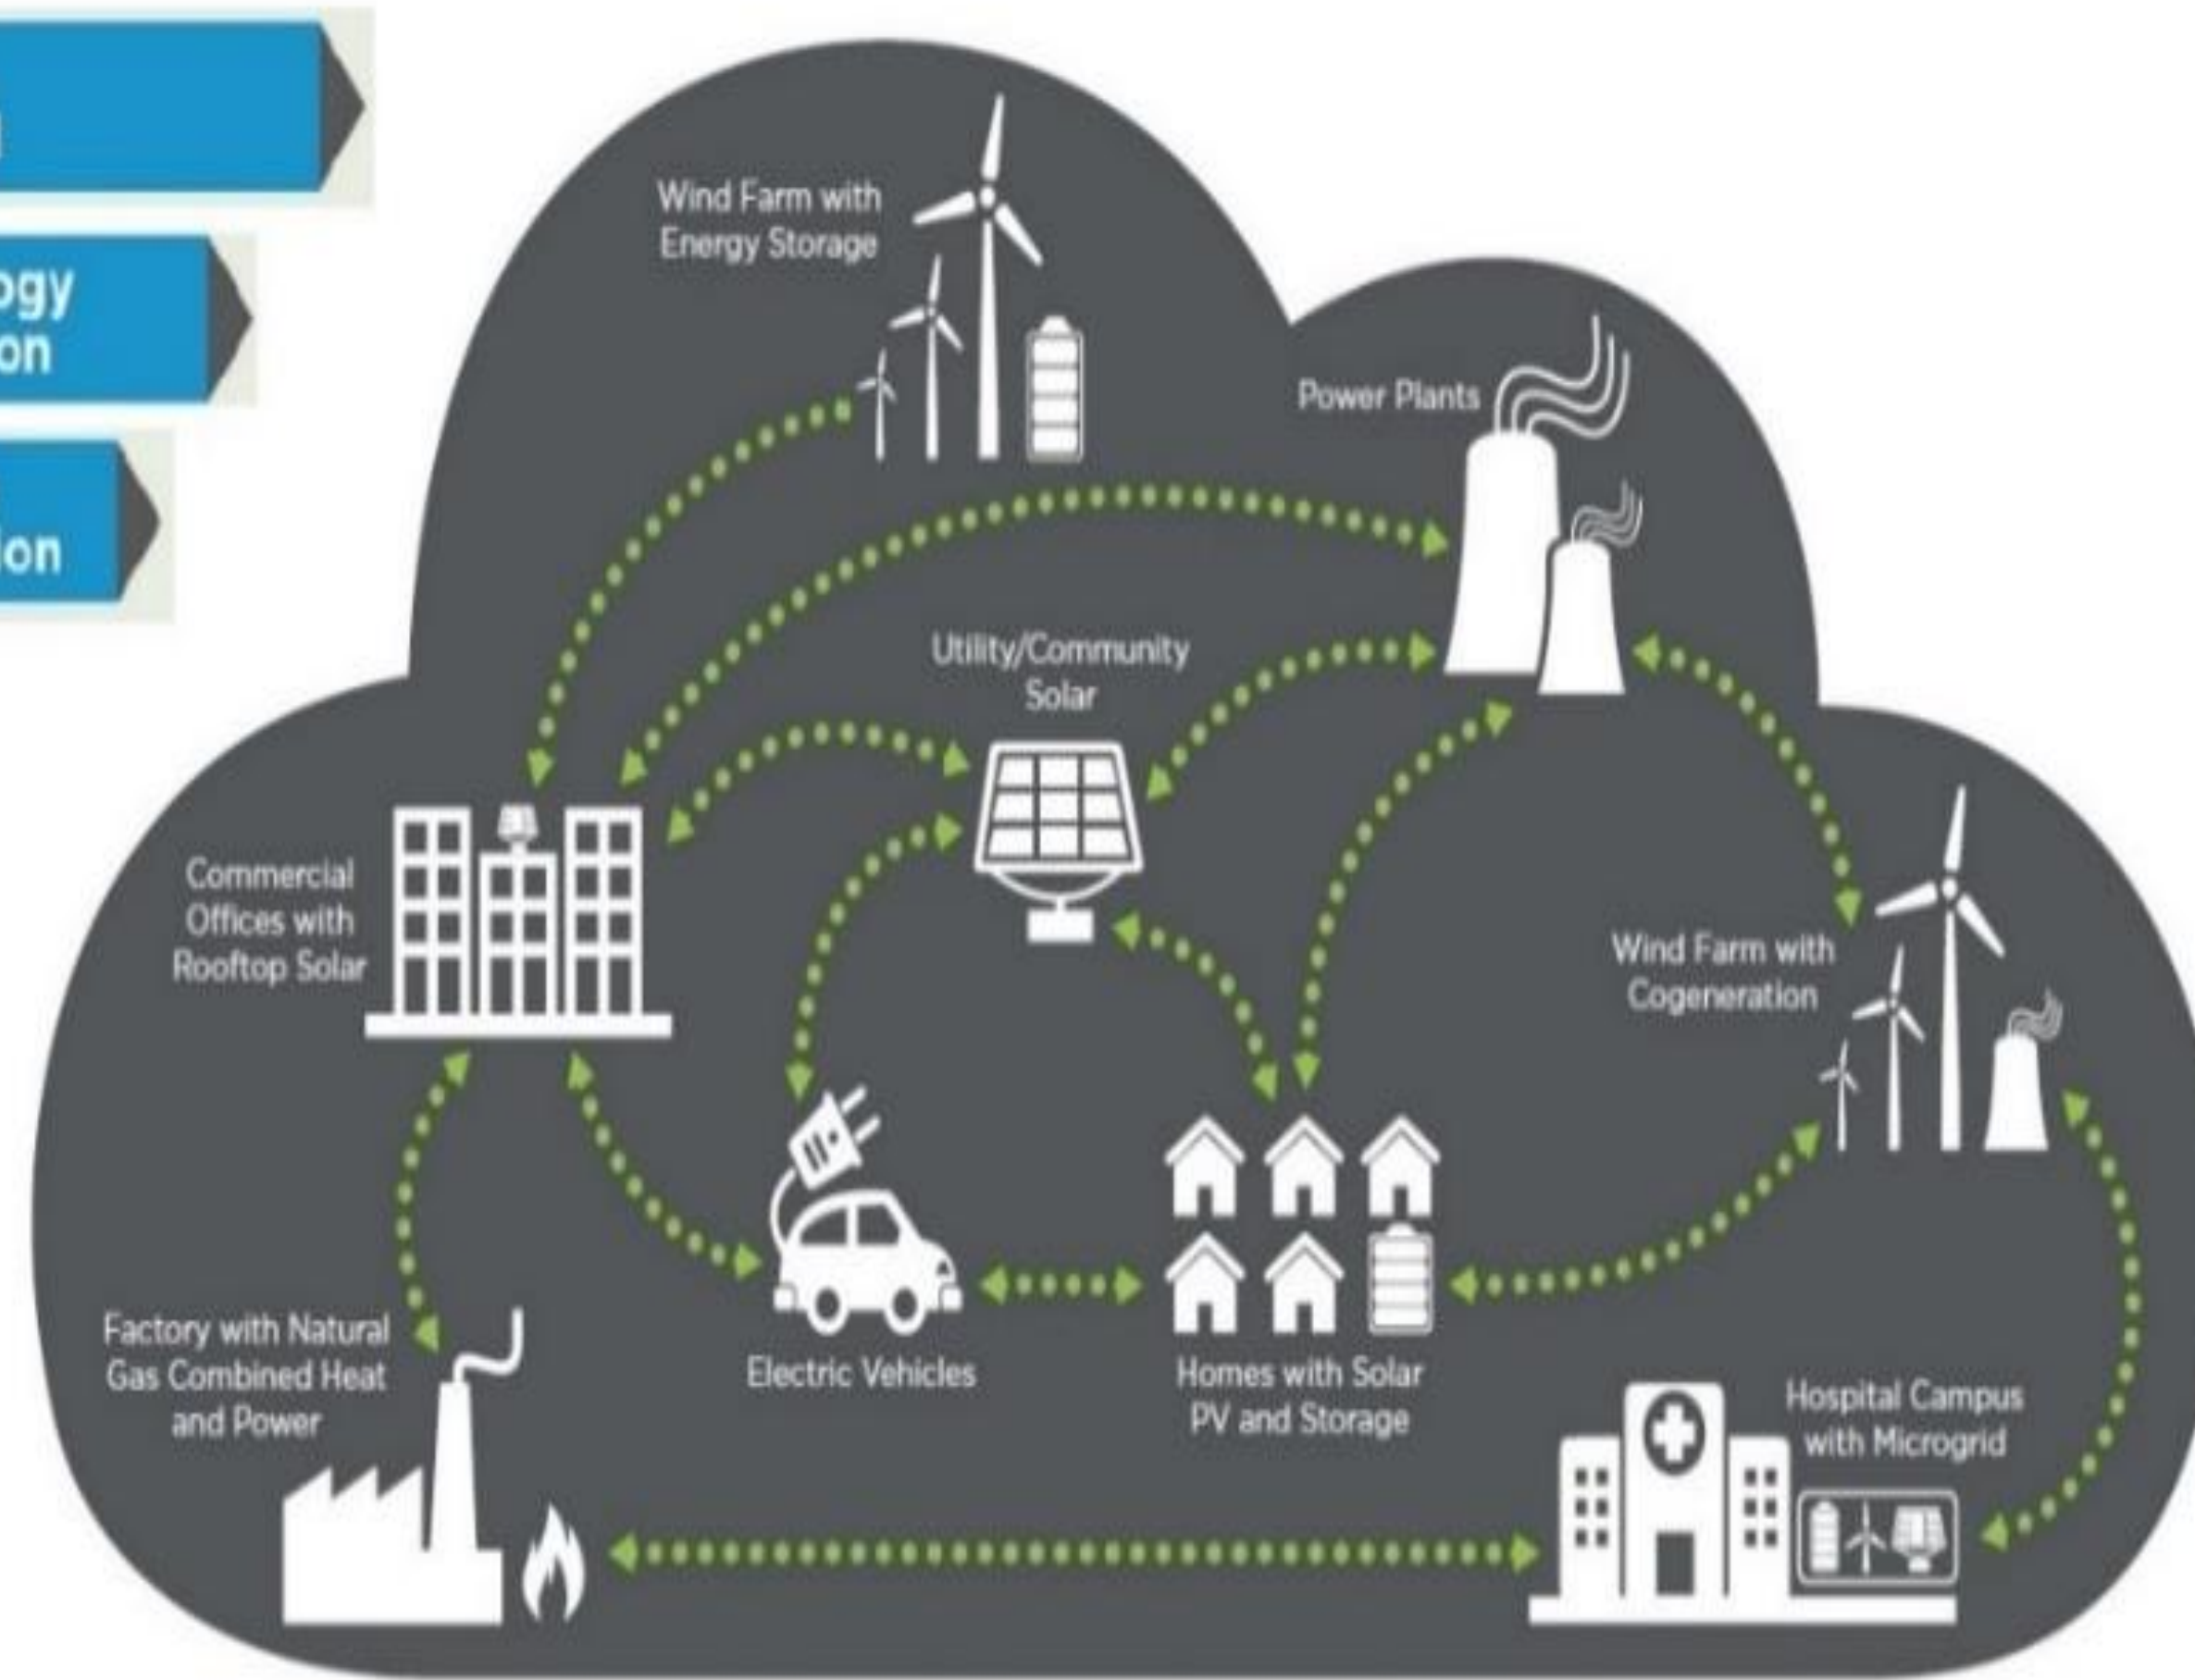 ogy
on
ion
Wind Farm with
Energy Storage
Power Plants
Utility/Community
Solar
Commercial
Offices with
Rooftop Solar
Wind Farm with
Cogeneration
Factory with Natural
Gas Combined Heat
and Power
Electric Vehicles
Homes with Solar
PV and Storage
Hospital Campus
with Microgrid